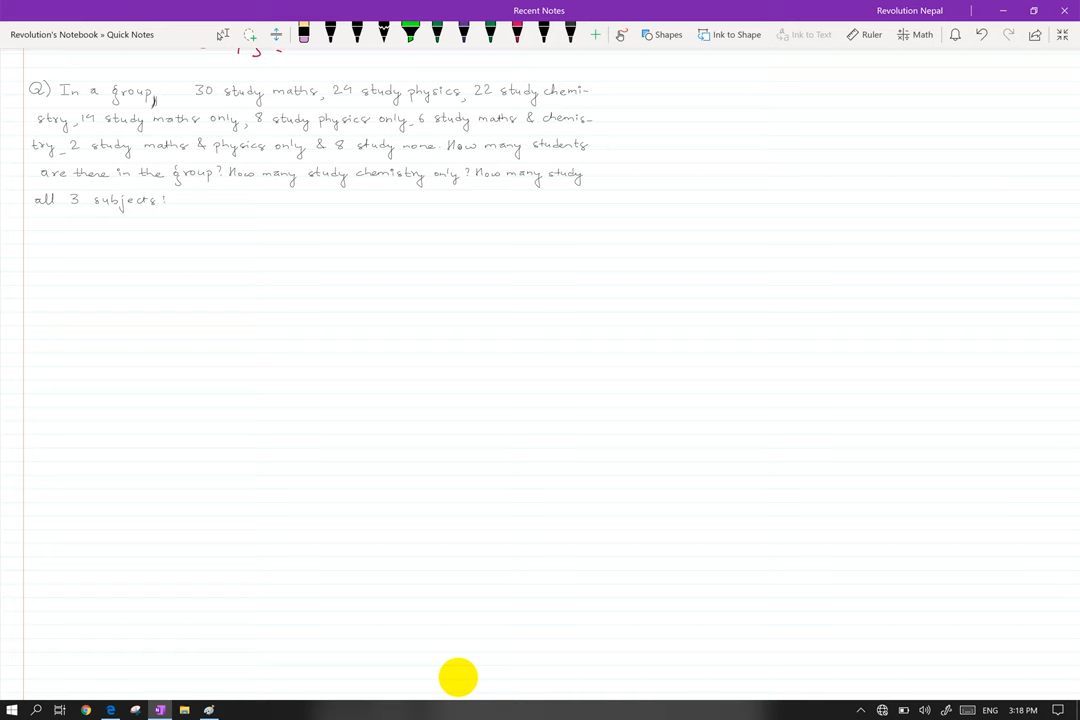 Recent Notes
Revolution Nepal
Revolution's Notebook » Quick Notes
Shapes
Ink to Shape
Ink to Text
Ruler
Math
Q) In a group, 30 study maths, 24 study physics, 22 study chemi-
stry, 14 study maths only, 8 study physics only, 6 study maths & chemis-
try, 2 study maths & physics only & 8 study none. How many students
are there in the group? How many study chemistry only? How many study
all 3 subjects?
ENG
3:18 PM